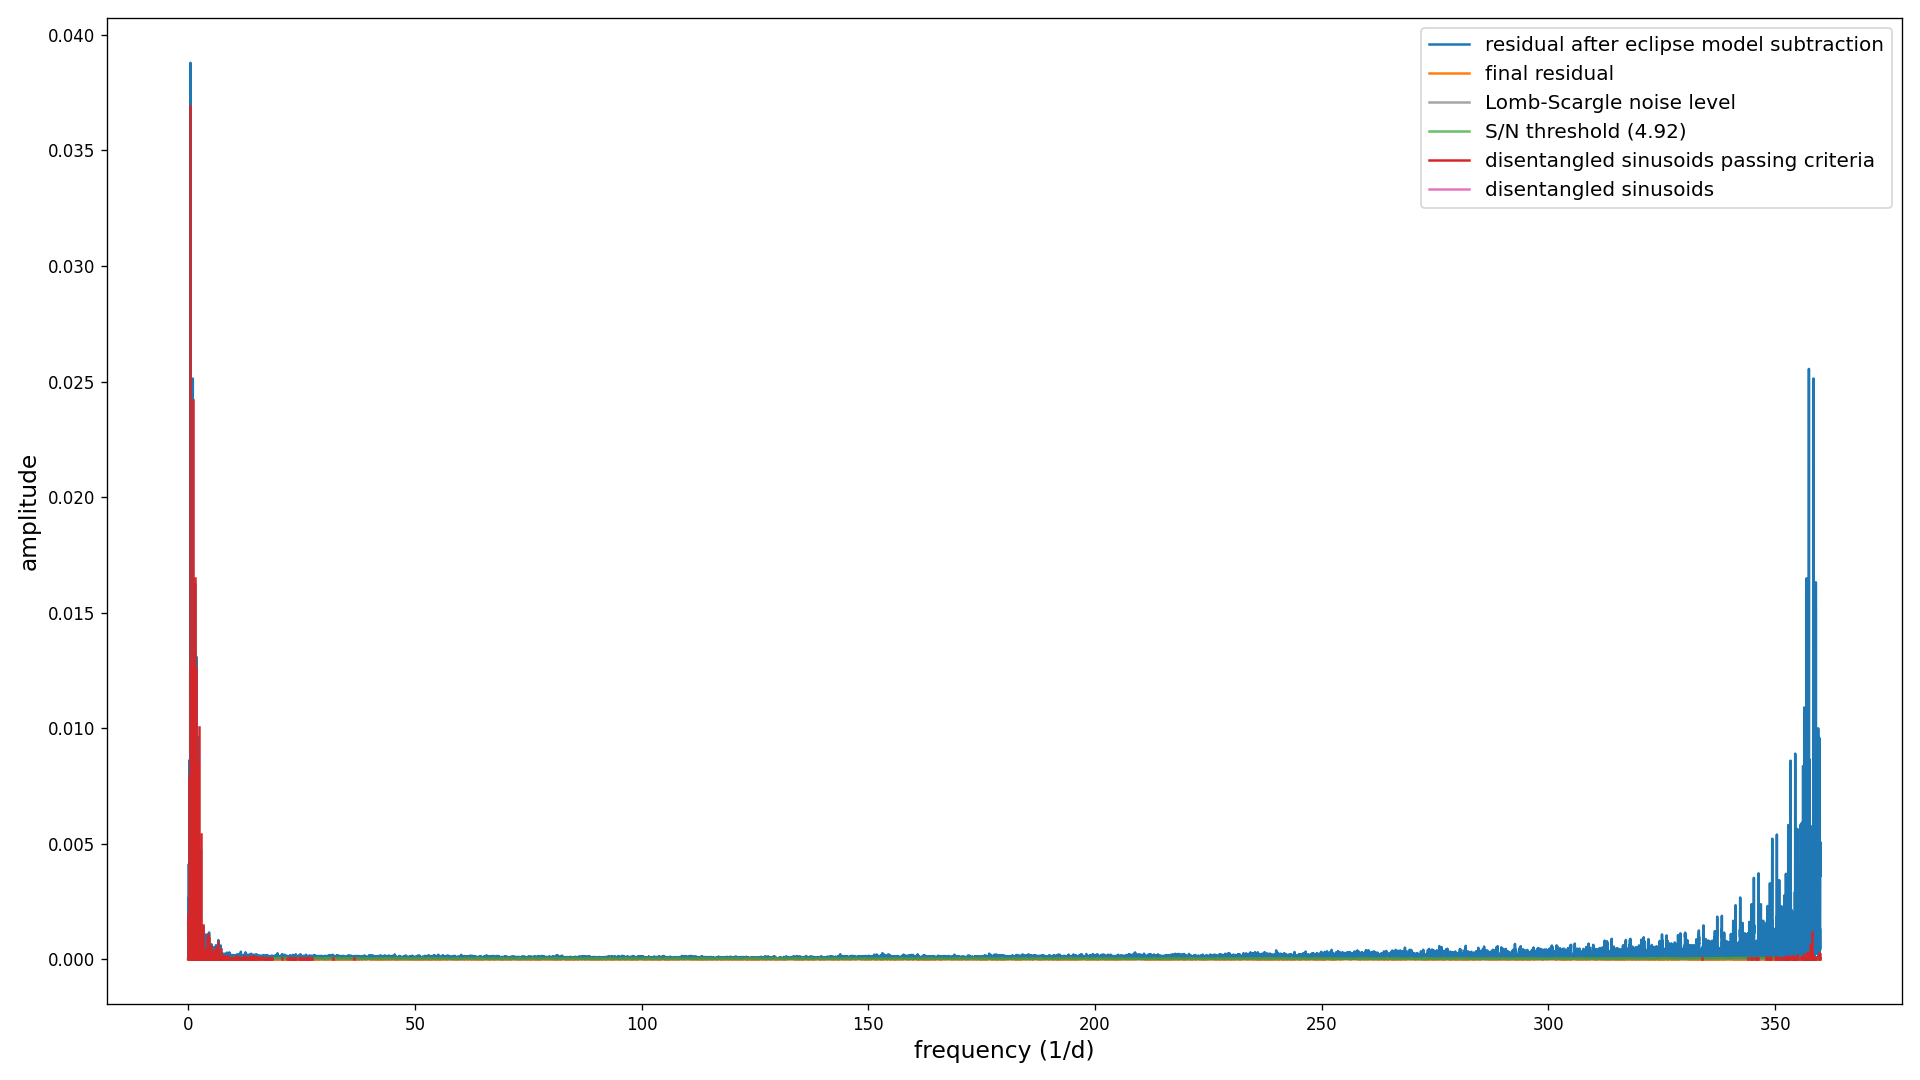 0.040
0.035
0.030
0.025
0.020
0.015
0.010
0.005
0.000
amplitude
residual after eclipse model subtraction
final residual
Lomb-Scargle noise level
S/N threshold (4.92)
disentangled sinusoids passing criteria
disentangled sinusoids
0 50 100 150 200 250 300 350
frequency (1/d)